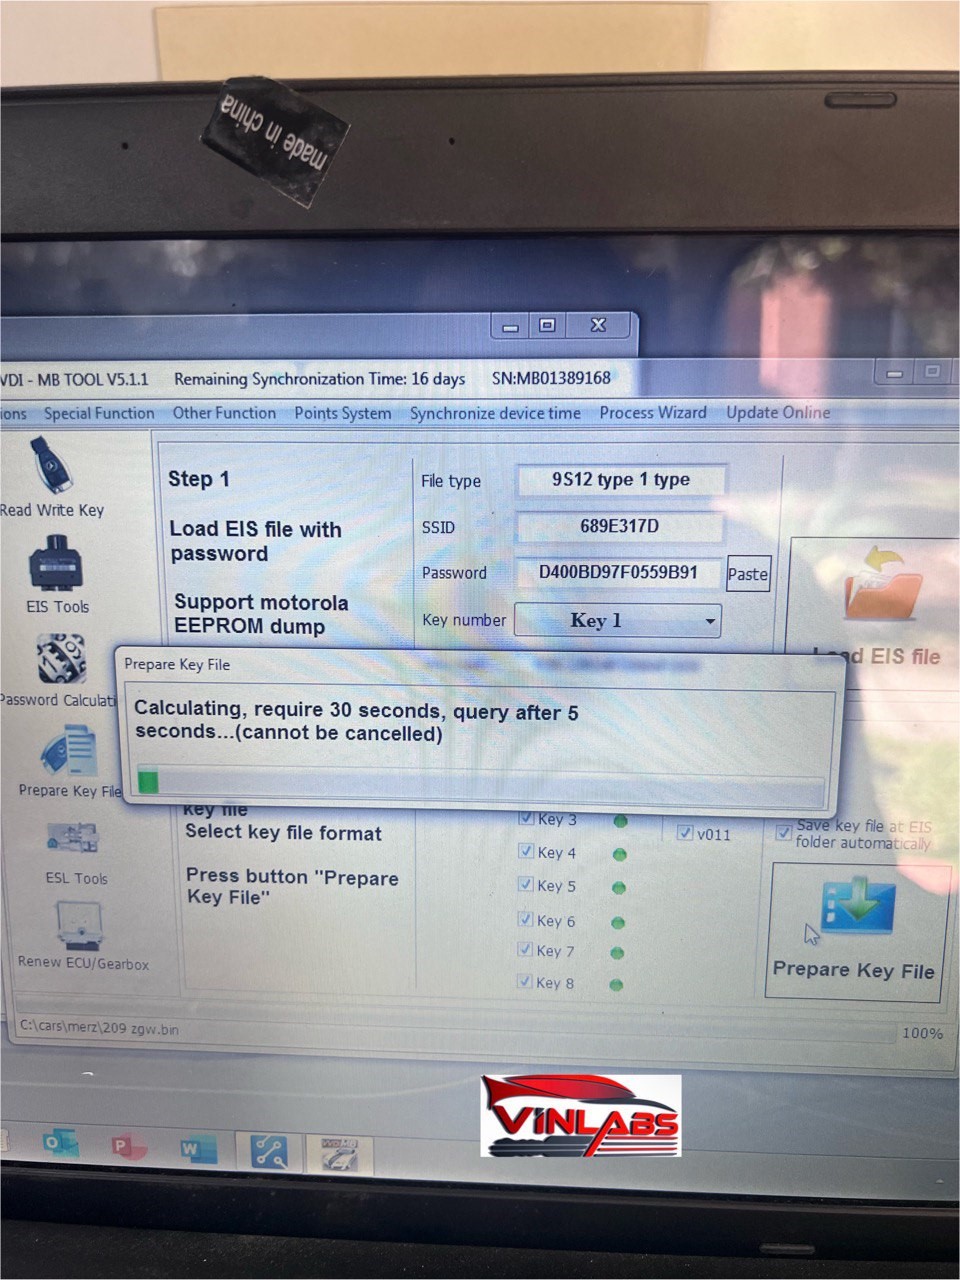 made in china
VDI - MB TOOL V5.1.1 Remaining Synchronization Time: 16 days SN:MB01389168
ions Special Function Other Function Points System Synchronize device time Process Wizard Update Online
Read Write Key
EIS Tools
Password Calculati
Prepare Key File
ESL Tools
Renew ECU/Gearbox
Step 1
Load EIS file with
password
Support motorola
EEPROM dump
File type 9S12 type 1 type
SSID 689E317D
Password D400BD97F0559B91 Paste
Key number Key 1
ad EIS file
Prepare Key File
Calculating, require 30 seconds, query after 5
seconds...(cannot be cancelled)
key file
Select key file format
Press button "Prepare
Key File"
Key 3
Key 4
Key 5
Key 6
Key 7
Key 8
v011
Save key file at EIS
folder automatically
Prepare Key File
C:\cars\merz\209 zgw.bin 100%
VINLABS
O P W